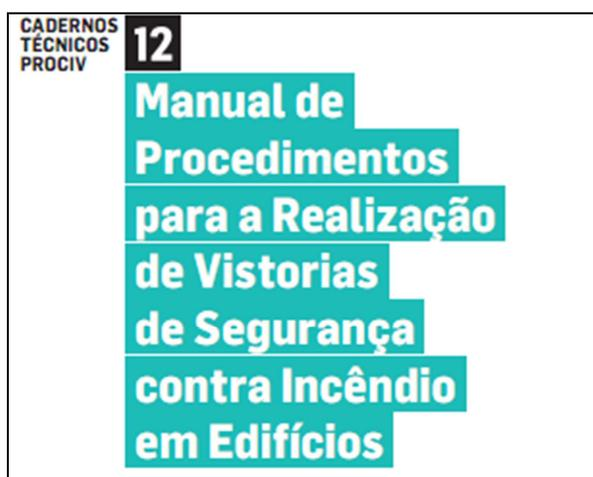 CADERNOS
TÉCNICOS
PROCIV
12
Manual de
Procedimentos
para a Realização
de Vistorias
de Segurança
contra Incêndio
em Edifícios